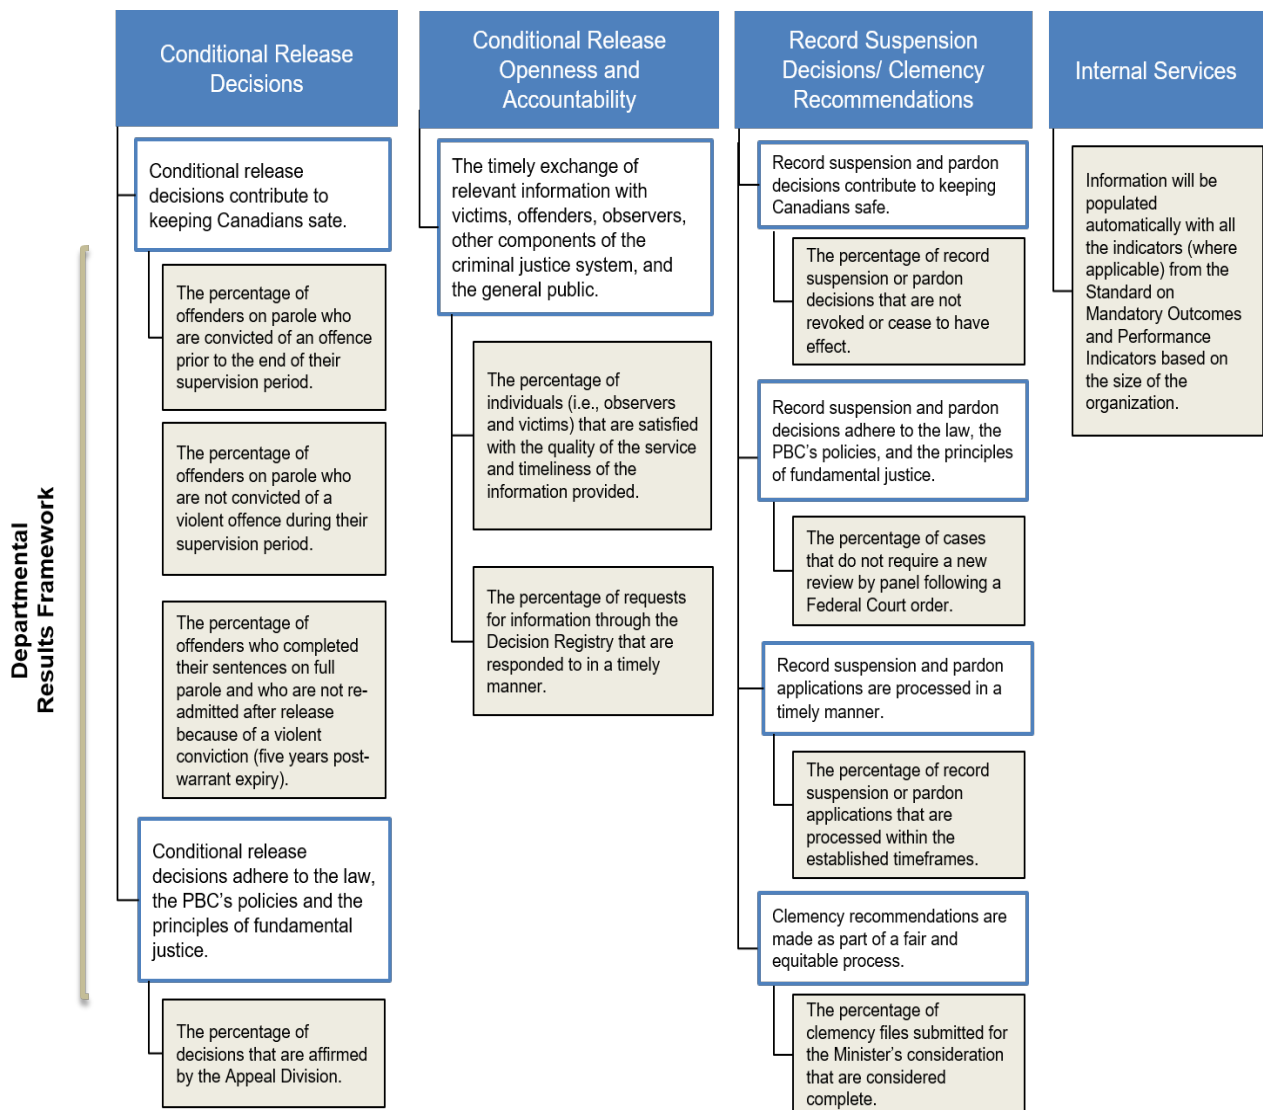 Departmental
Results Framework
Conditional Release
Decisions
Conditional release
decisions contribute to
keeping Canadians sate.
The percentage of
offenders on parole who
are convicted of an offence
prior to the end of their
supervision period.
The percentage of
offenders on parole who
are not convicted of a
violent offence during their
supervision period.
The percentage of
offenders who completed
their sentences on full
parole and who are not re-
admitted after release
because of a violent
conviction (five years post-
warrant expiry).
Conditional release
decisions adhere to the law,
the PBC's policies and the
principles of fundamental
justice.
The percentage of
decisions that are affirmed
by the Appeal Division.
Conditional Release
Openness and
Accountability
The timely exchange of
relevant information with
victims, offenders, observers,
other components of the
criminal justice system, and
the general public.
The percentage of
individuals (i.e., observers
and victims) that are satisfied
with the quality of the service
and timeliness of the
information provided.
The percentage of requests
for information through the
Decision Registry that are
responded to in a timely
manner.
Record Suspension
Decisions/ Clemency
Recommendations
Record suspension and pardon
decisions contribute to keeping
Canadians safe.
The percentage of record
suspension or pardon
decisions that are not
revoked or cease to have
effect.
Record suspension and pardon
decisions adhere to the law, the
PBC's policies, and the principles
of fundamental justice.
The percentage of cases
that do not require a new
review by panel following a
Federal Court order.
Record suspension and pardon
applications are processed in a
timely manner.
The percentage of record
suspension or pardon
applications that are
processed within the
established timeframes.
Clemency recommendations are
made as part of a fair and
equitable process.
The percentage of
clemency files submitted for
the Minister's consideration
that are considered
complete.
Internal Services
Information will be
populated
automatically with all
the indicators (where
applicable) from the
Standard on
Mandatory Outcomes
and Performance
Indicators based on
the size of the
organization.